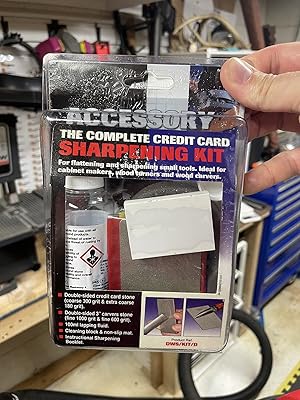 ACCESSORY
THE COMPLETE CREDIT CARD
SHARPENING KIT
For flattening and sharpening small tools. Ideal for
cabinet makers, wood turners and wood carvers.
• Double-sided credit card stone
(coarse 300 grit & extra coarse
180 grit).
• Double-sided 3" carvers stone
(fine 1000 grit & fine 600 grit).
• 100ml lapping fluid.
• Cleaning block & non-slip mat.
• Instructional Sharpening
Booklet.
Product Ref.
DWS/KIT/D